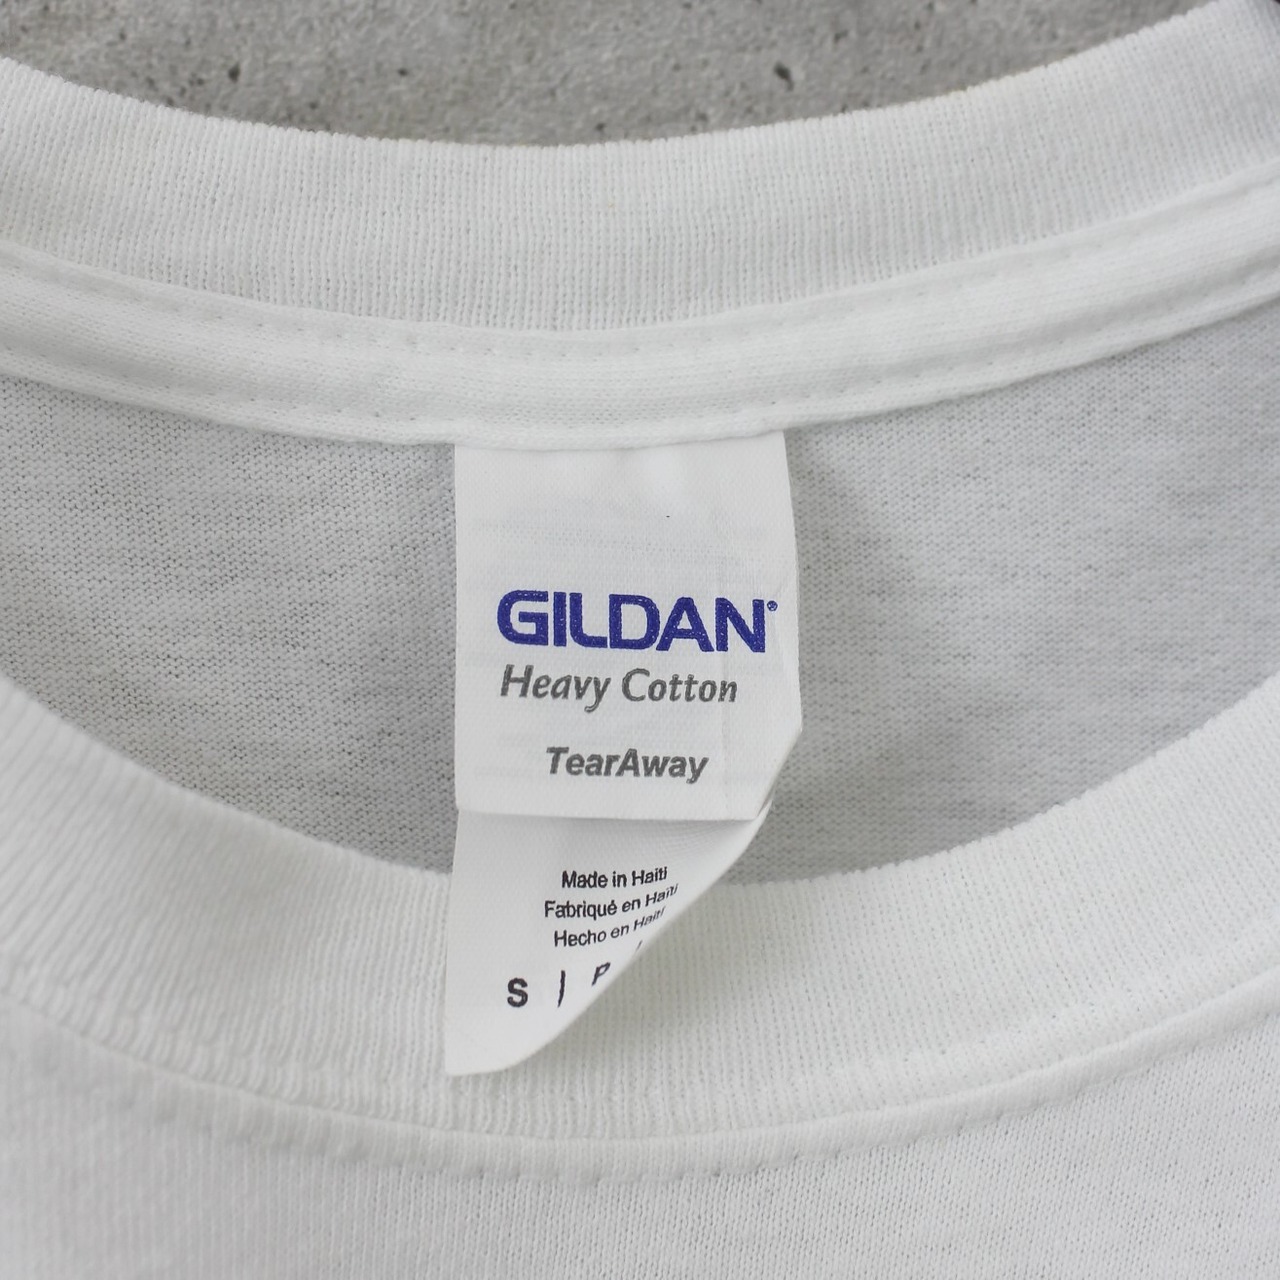 GILDAN®
Heavy Cotton
TearAway
Made in Haiti
Fabriqué en Haïti
Hecho en Haití
S | P